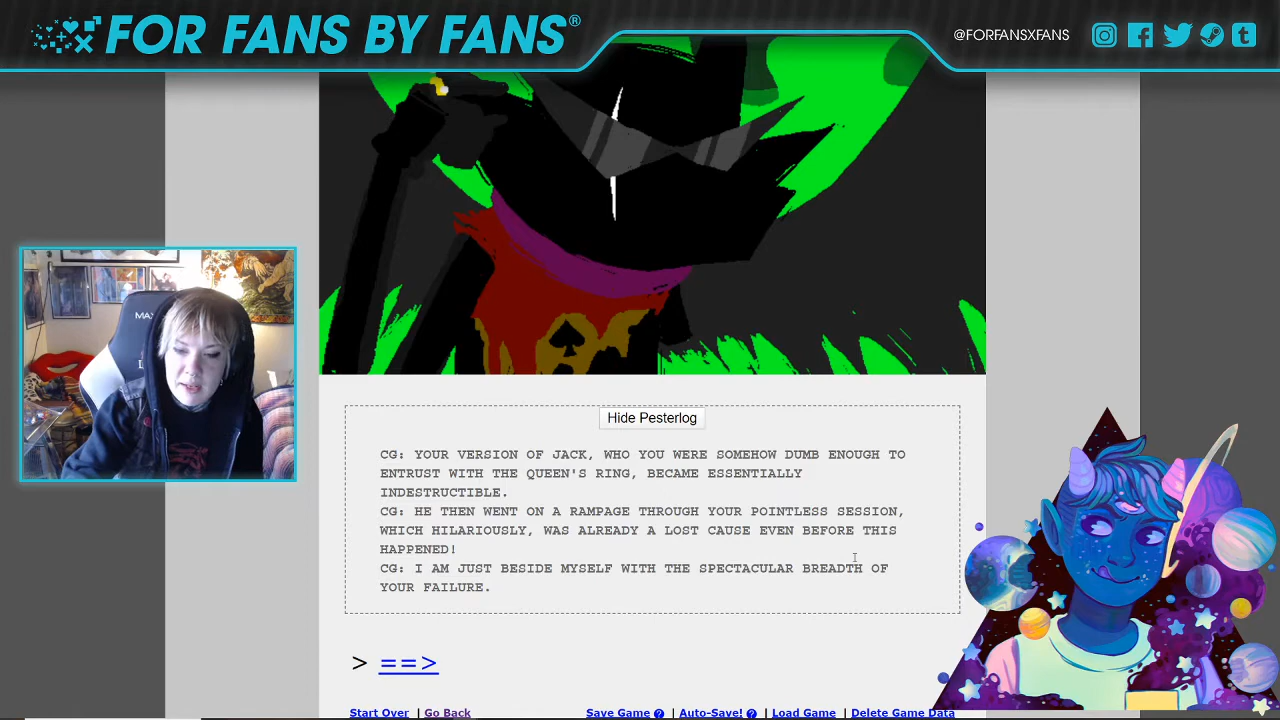 FOR FANS BY FANS®
@FORFANSXFANS
MAX
Hide Pesterlog
CG: YOUR VERSION OF JACK, WHO YOU WERE SOMEHOW DUMB ENOUGH TO
ENTRUST WITH THE QUEEN'S RING, BECAME ESSENTIALLY
INDESTRUCTIBLE.
CG: HE THEN WENT ON A RAMPAGE THROUGH YOUR POINTLESS SESSION,
WHICH HILARIOUSLY, WAS ALREADY A LOST CAUSE EVEN BEFORE THIS
HAPPENED!
CG: I AM JUST BESIDE MYSELF WITH THE SPECTACULAR BREADTH OF
YOUR FAILURE.
> ==>
Start Over | Go Back Save Game ? | Auto-Save! ? | Load Game | Delete Game Data